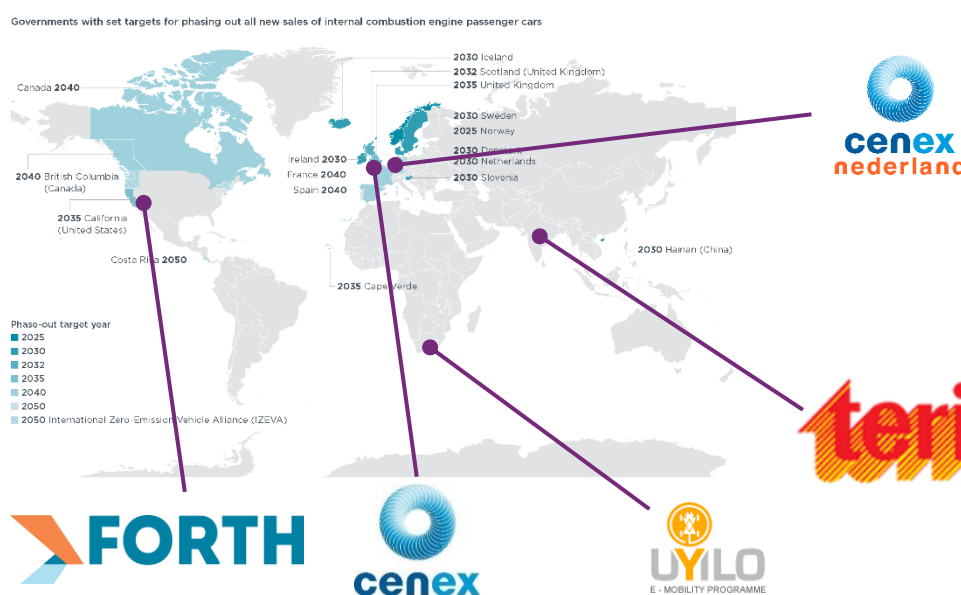 Governments with set targets for phasing out all new sales of internal combustion engine passenger cars
2030 Iceland
2032 Scotland (United Kingdom)
2035 United Kingdom
Canada 2040
2030 Sweden
2025 Norway
2030 Denmark
2030 Netherlands
2030 Slovenia
Ireland 2030
France 2040
Spain 2040
2040 British Columbia
(Canada)
2035 California
(United States)
Costa Rica 2050
2035 Cape Verde
2030 Hainan (China)
Phase-out target year
2025
2030
2032
2035
2040
2050
2050 International Zero-Emission Vehicle Alliance (IZEVA)
cenex
nederland
teri
FORTH
cenex
UYILO
E - MOBILITY PROGRAMME